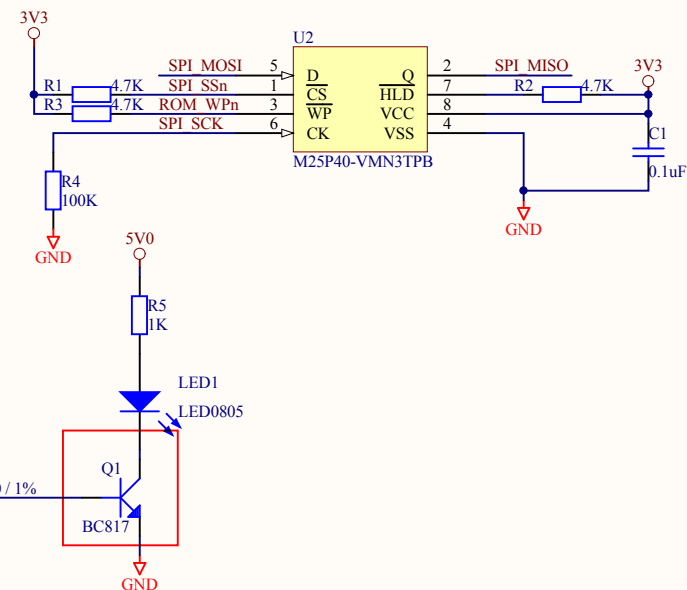 3V3
U2
SPI_MOSI 5 D Q 2 SPI_MISO
3V3
R1 4.7K SPI_SSn 1 CS HLD 7 R2 4.7K
R3 4.7K ROM_WPn 3 WP VCC 8
SPI_SCK 6 CK VSS 4
C1
M25P40-VMN3TPB
0.1uF
R4
100K
GND
GND
5V0
R5
1K
LED1
LED0805
Q1
/ 1%
BC817
GND